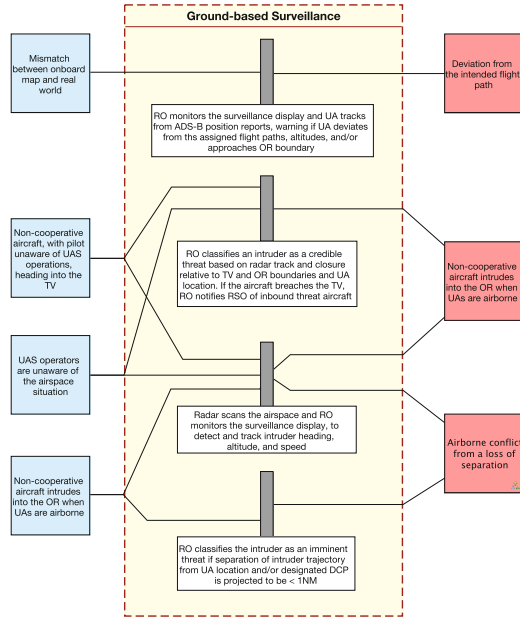 Ground-based Surveillance
Mismatch
between onboard
map and real
world
Deviation from
the intended flight
path
RO monitors the surveillance display and UA tracks
from ADS-B position reports, warning if UA deviates
from ths assigned flight paths, altitudes, and/or
approaches OR boundary
Non-cooperative
aircraft, with pilot
unaware of UAS
operations,
heading into the
TV
RO classifies an intruder as a credible
threat based on radar track and closure
relative to TV and OR boundaries and UA
location. If the aircraft breaches the TV,
RO notifies RSO of inbound threat aircraft
Non-cooperative
aircraft intrudes
into the OR when
UAs are airborne
UAS operators
are unaware of
the airspace
situation
Radar scans the airspace and RO
monitors the surveillance display, to
detect and track intruder heading,
altitude, and speed
Airborne conflict
from a loss of
separation
Non-cooperative
aircraft intrudes
into the OR when
UAs are airborne
RO classifies the intruder as an imminent
threat if separation of intruder trajectory
from UA location and/or designated DCP
is projected to be < 1NM